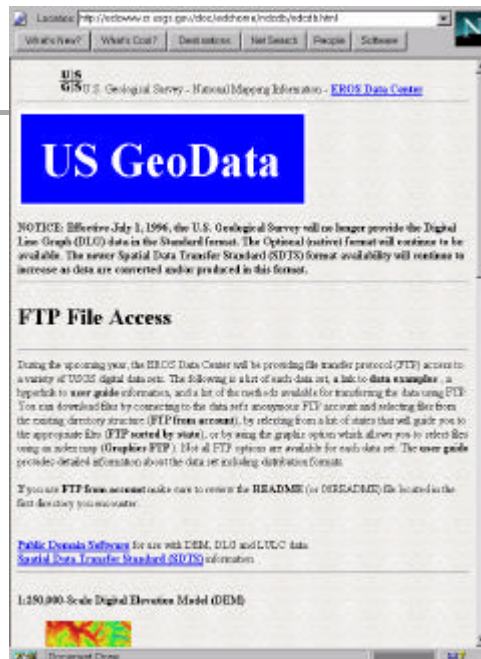 Location: http://edcwww.cr.usgs.gov/doc/edchome/ndcdb/ndcdb.html
What's New? What's Cool? Destinations Net Search People Software
N
US
GS U.S. Geological Survey - National Mapping Information - EROS Data Center
US GeoData
NOTICE: Effective July 1, 1996, the U.S. Geological Survey will no longer provide the Digital
Line Graph (DLG) data in the Standard format. The Optional (native) format will continue to be
available. The newer Spatial Data Transfer Standard (SDTS) format availability will continue to
increase as data are converted and/or produced in this format.
FTP File Access
During the upcoming year, the EROS Data Center will be providing file transfer protocol (FTP) access to
a variety of USGS digital data sets. The following is a list of each data set, a link to data examples , a
hyperlink to user guide information, and a list of the methods available for transferring the data using FTP.
You can download files by connecting to the data set's anonymous FTP account and selecting files from
the existing directory structure (FTP from account), by selecting from a list of states that will guide you to
the appropriate files (FTP sorted by state), or by using the graphic option which allows you to select files
using an index map (Graphics FTP ). Not all FTP options are available for each data set. The user guide
provides detailed information about the data set including distribution formats.
If you use FTP from account make sure to review the README (or 00README) file located in the
first directory you encounter.
Public Domain Software for use with DEM, DLG and LULC data.
Spatial Data Transfer Standard (SDTS) information
1:250,000-Scale Digital Elevation Model (DEM)
Document Done